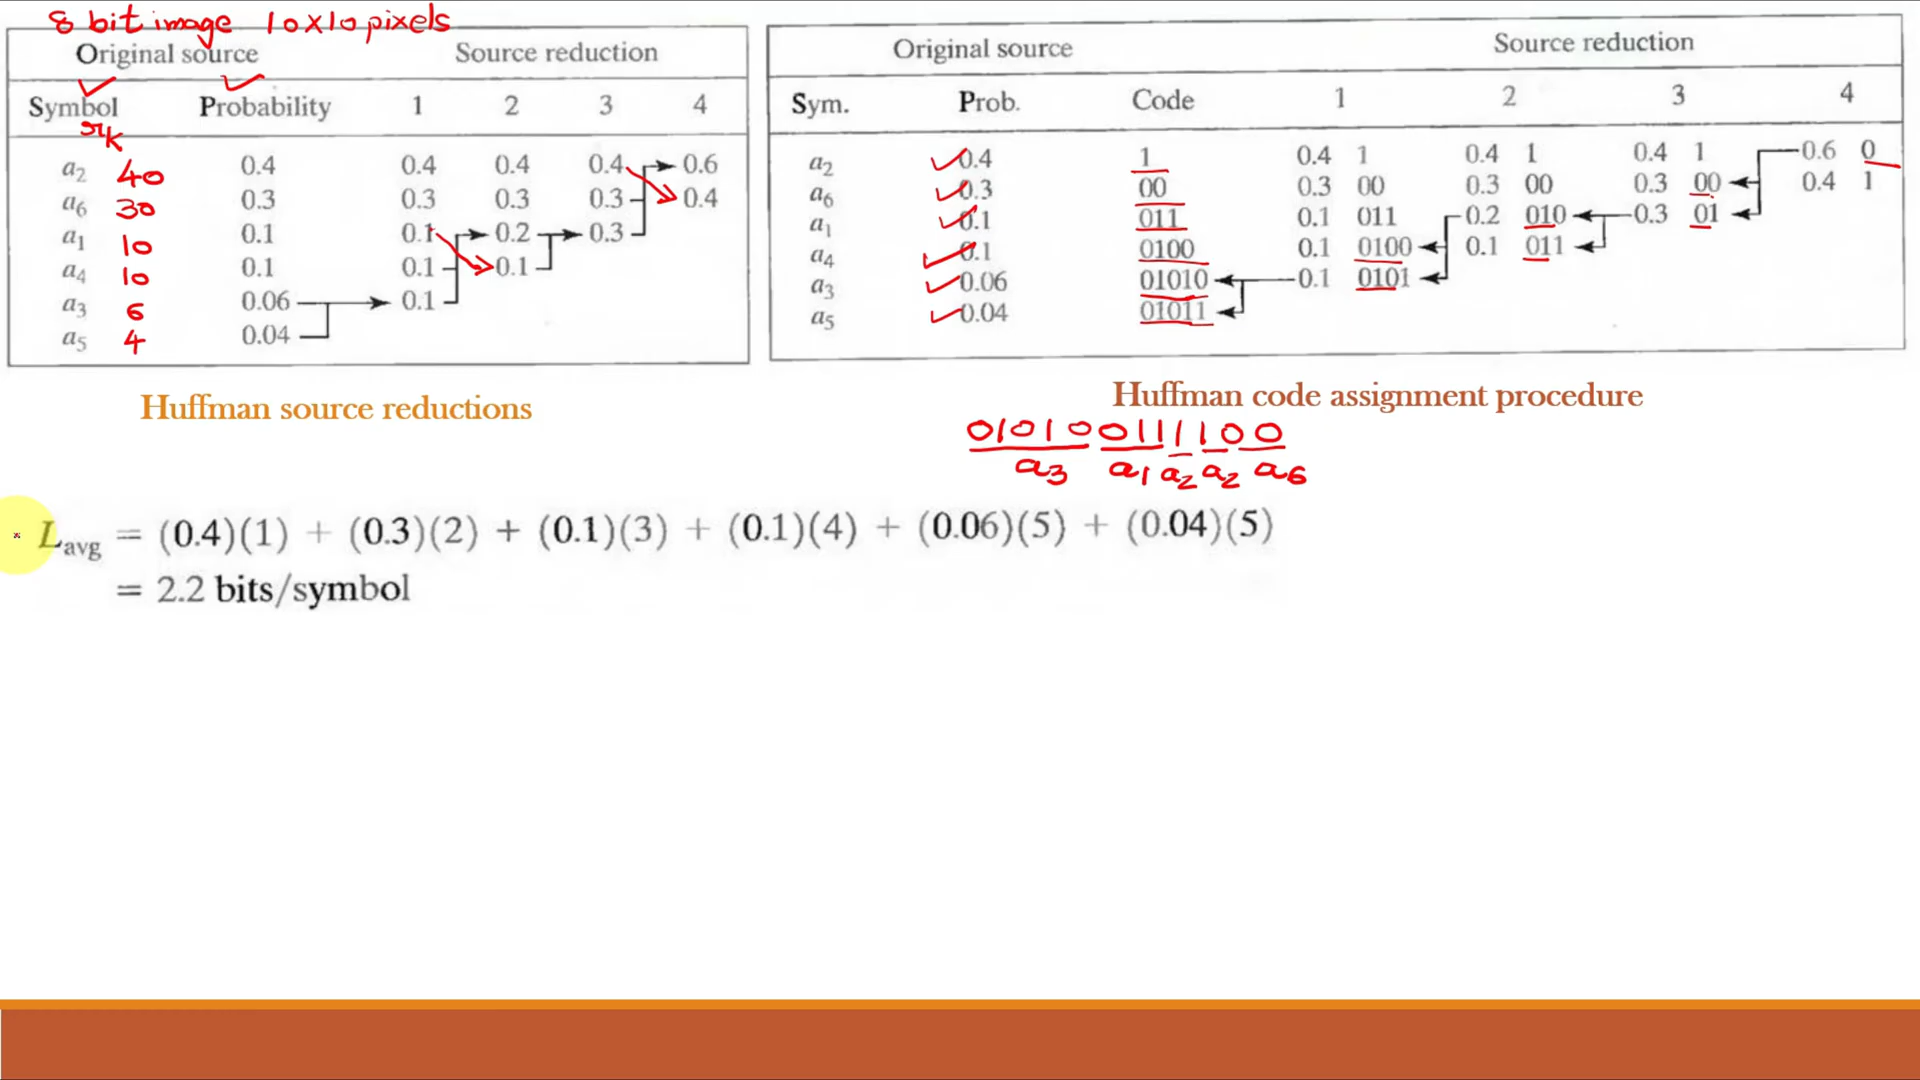 8 bit image 10x10 pixels
Original source Source reduction
Symbol Probability 1 2 3 4
rk
a2 40 0.4 0.4 0.4 0.4 0.6
a6 30 0.3 0.3 0.3 0.3 0.4
a1 10 0.1 0.1 0.2 0.3
a4 10 0.1 0.1 0.1
a3 6 0.06 0.1
a5 4 0.04
Huffman source reductions
Original source Source reduction
Sym. Prob. Code 1 2 3 4
a2 0.4 1 0.4 1 0.4 1 0.4 1 0.6 0
a6 0.3 00 0.3 00 0.3 00 0.3 00 0.4 1
a1 0.1 011 0.1 011 0.2 010 0.3 01
a4 0.1 0100 0.1 0100 0.1 011
a3 0.06 01010 0.1 0101
a5 0.04 01011
Huffman code assignment procedure
010100111100
a3 a1 a2 a2 a6
Lavg = (0.4)(1) + (0.3)(2) + (0.1)(3) + (0.1)(4) + (0.06)(5) + (0.04)(5)
= 2.2 bits/symbol